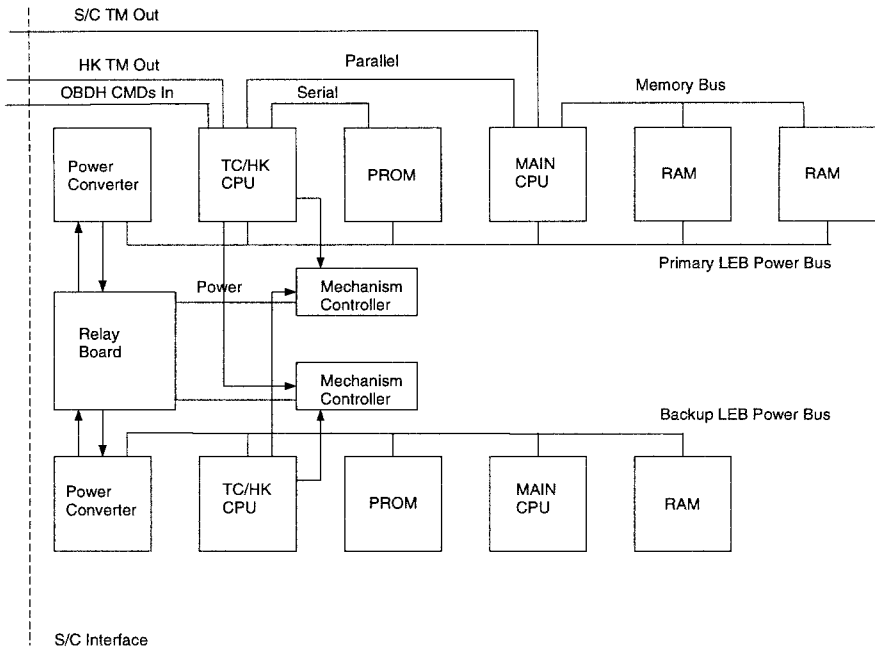 S/C TM Out
HK TM Out
Parallel
OBDH CMDs In
Serial
Memory Bus
Power
Converter
TC/HK
CPU
PROM
MAIN
CPU
RAM
RAM
Primary LEB Power Bus
Power
Mechanism
Controller
Relay
Board
Mechanism
Controller
Backup LEB Power Bus
Power
Converter
TC/HK
CPU
PROM
MAIN
CPU
RAM
S/C Interface